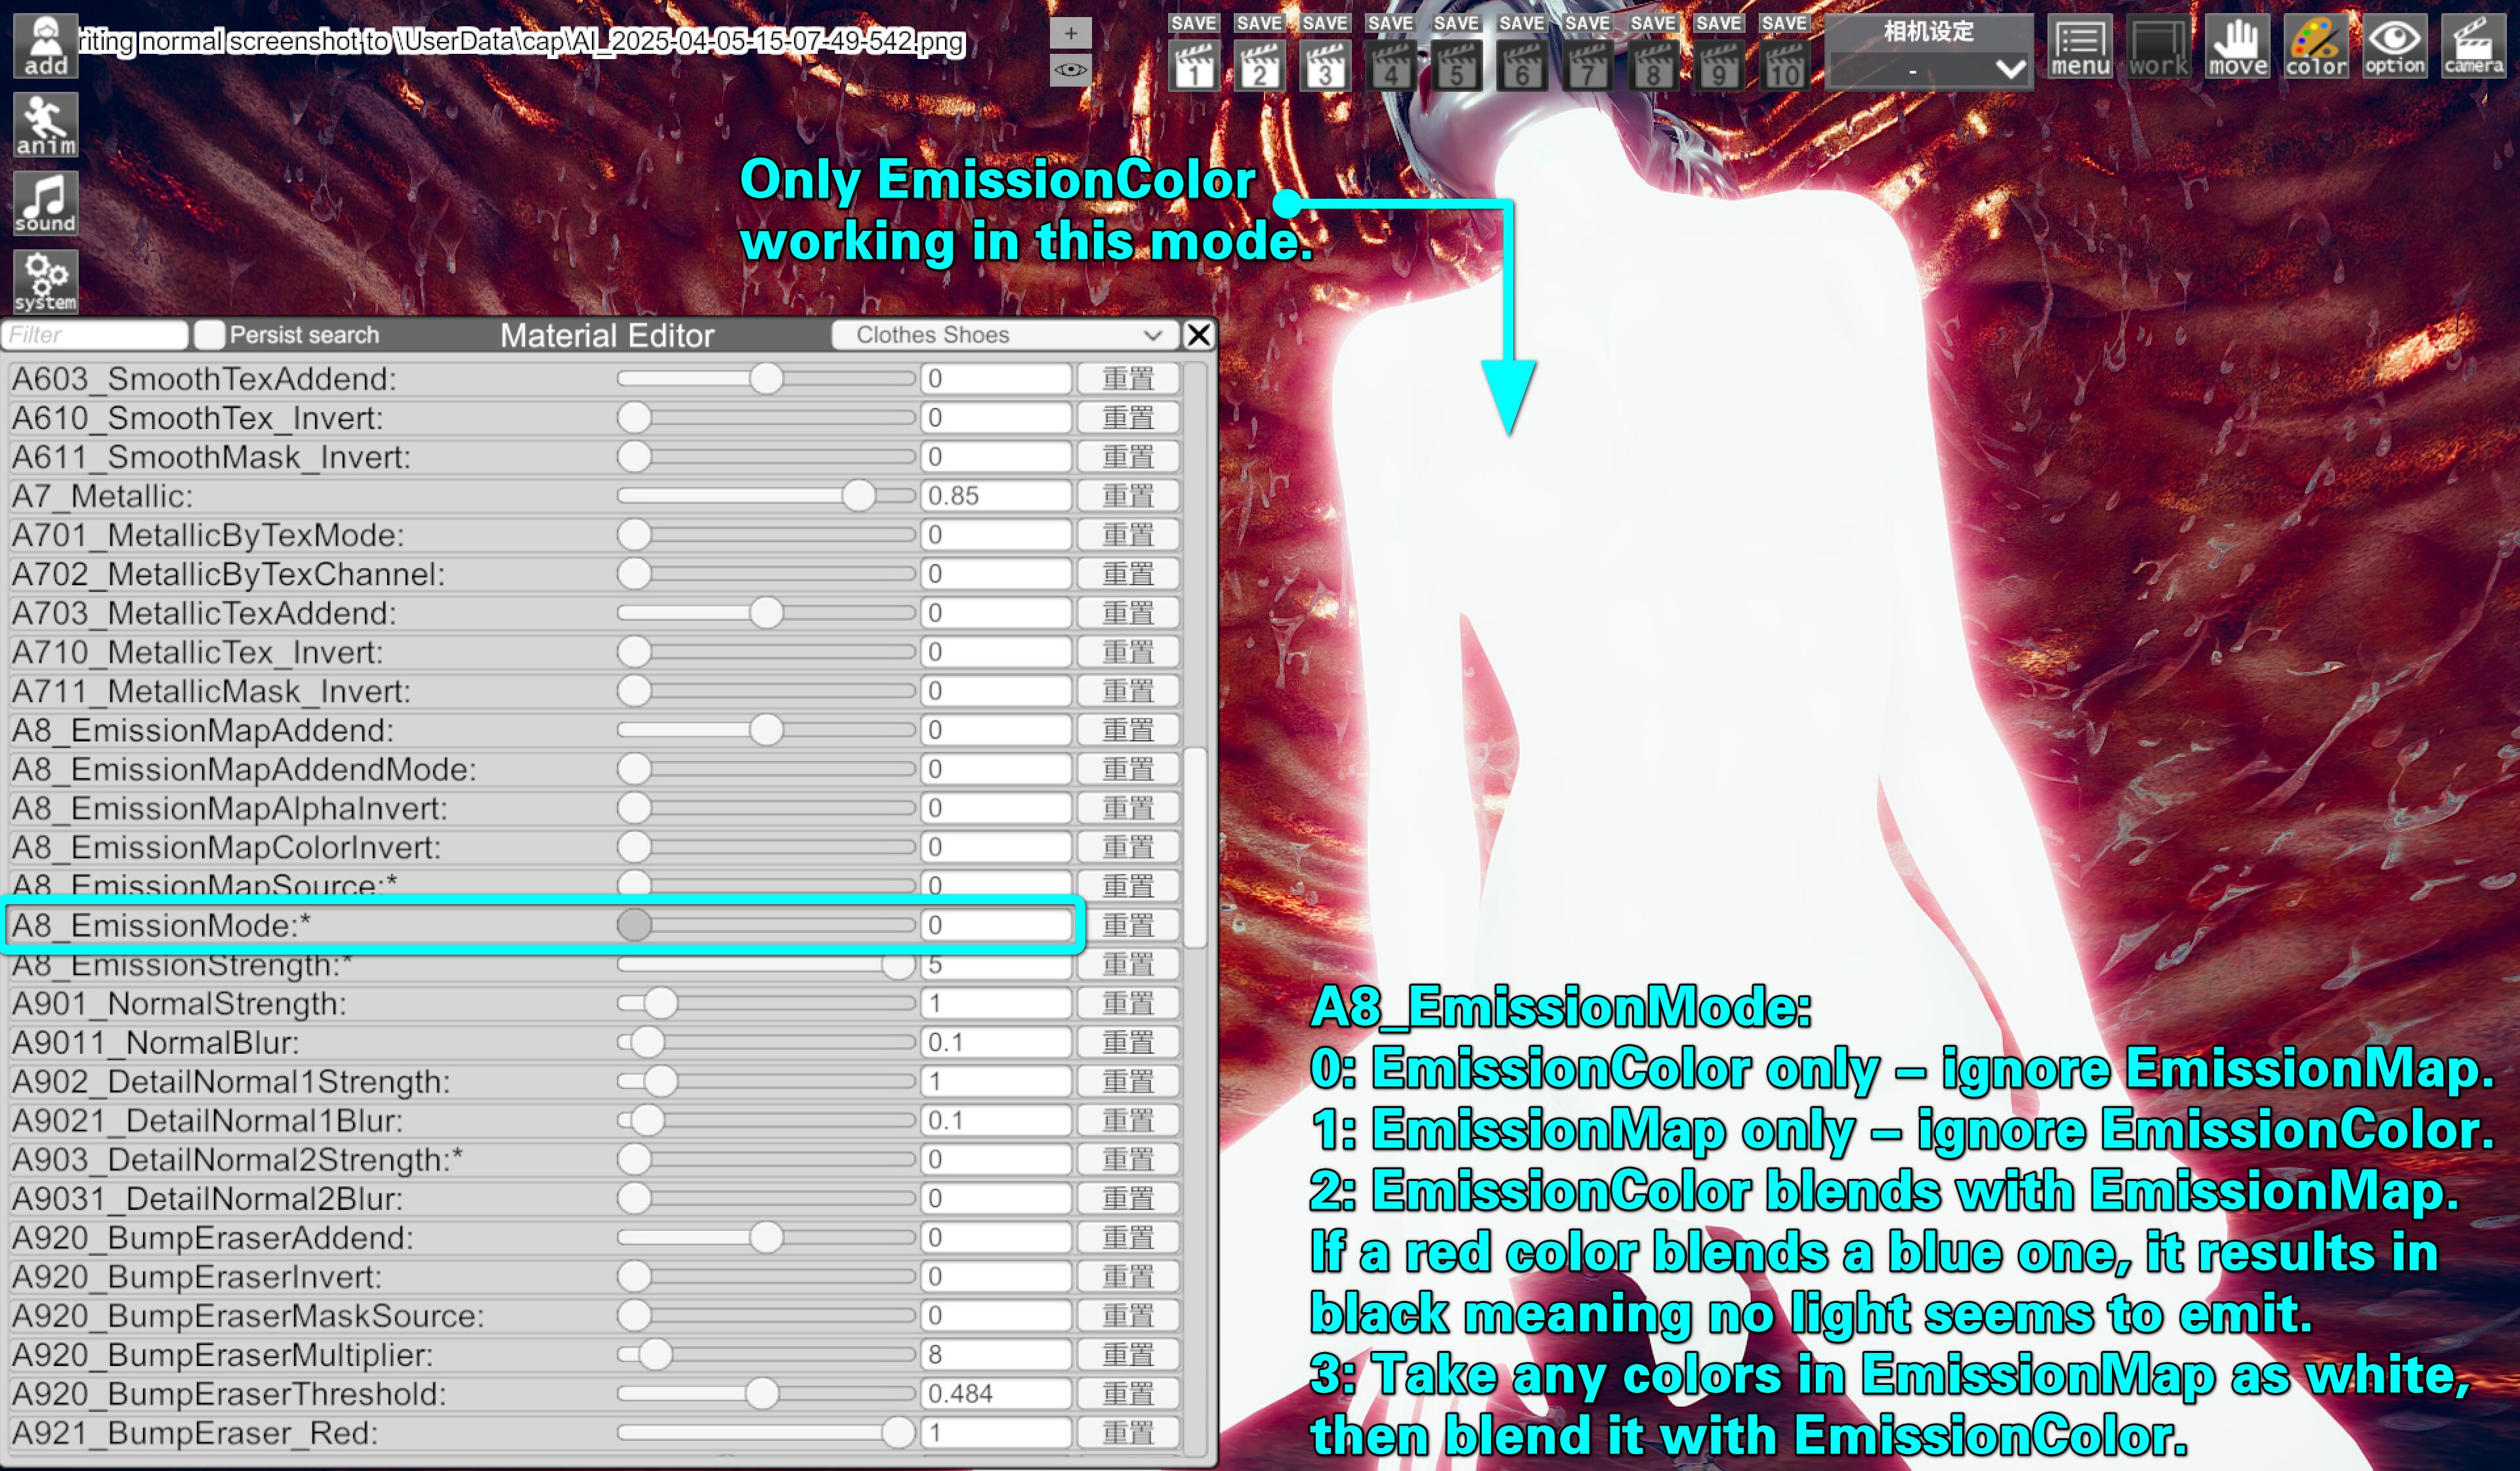 riting normal screenshot to \UserData\cap\AI_2025-04-05-15-07-49-542.png
add
anim
sound
system
+
SAVE SAVE SAVE SAVE SAVE SAVE SAVE SAVE SAVE SAVE
1 2 3 4 5 6 7 8 9 10
相机设定
-
menu work move color option camera
Only EmissionColor
working in this mode.
Filter Persist search Material Editor Clothes Shoes X
A603_SmoothTexAddend: 0 重置
A610_SmoothTex_Invert: 0 重置
A611_SmoothMask_Invert: 0 重置
A7_Metallic: 0.85 重置
A701_MetallicByTexMode: 0 重置
A702_MetallicByTexChannel: 0 重置
A703_MetallicTexAddend: 0 重置
A710_MetallicTex_Invert: 0 重置
A711_MetallicMask_Invert: 0 重置
A8_EmissionMapAddend: 0 重置
A8_EmissionMapAddendMode: 0 重置
A8_EmissionMapAlphaInvert: 0 重置
A8_EmissionMapColorInvert: 0 重置
A8_EmissionMapSource:* 0 重置
A8_EmissionMode:* 0 重置
A8_EmissionStrength:* 5 重置
A901_NormalStrength: 1 重置
A9011_NormalBlur: 0.1 重置
A902_DetailNormal1Strength: 1 重置
A9021_DetailNormal1Blur: 0.1 重置
A903_DetailNormal2Strength:* 0 重置
A9031_DetailNormal2Blur: 0 重置
A920_BumpEraserAddend: 0 重置
A920_BumpEraserInvert: 0 重置
A920_BumpEraserMaskSource: 0 重置
A920_BumpEraserMultiplier: 8 重置
A920_BumpEraserThreshold: 0.484 重置
A921_BumpEraser_Red: 1 重置
A8_EmissionMode:
0: EmissionColor only – ignore EmissionMap.
1: EmissionMap only – ignore EmissionColor.
2: EmissionColor blends with EmissionMap.
If a red color blends a blue one, it results in
black meaning no light seems to emit.
3: Take any colors in EmissionMap as white,
then blend it with EmissionColor.